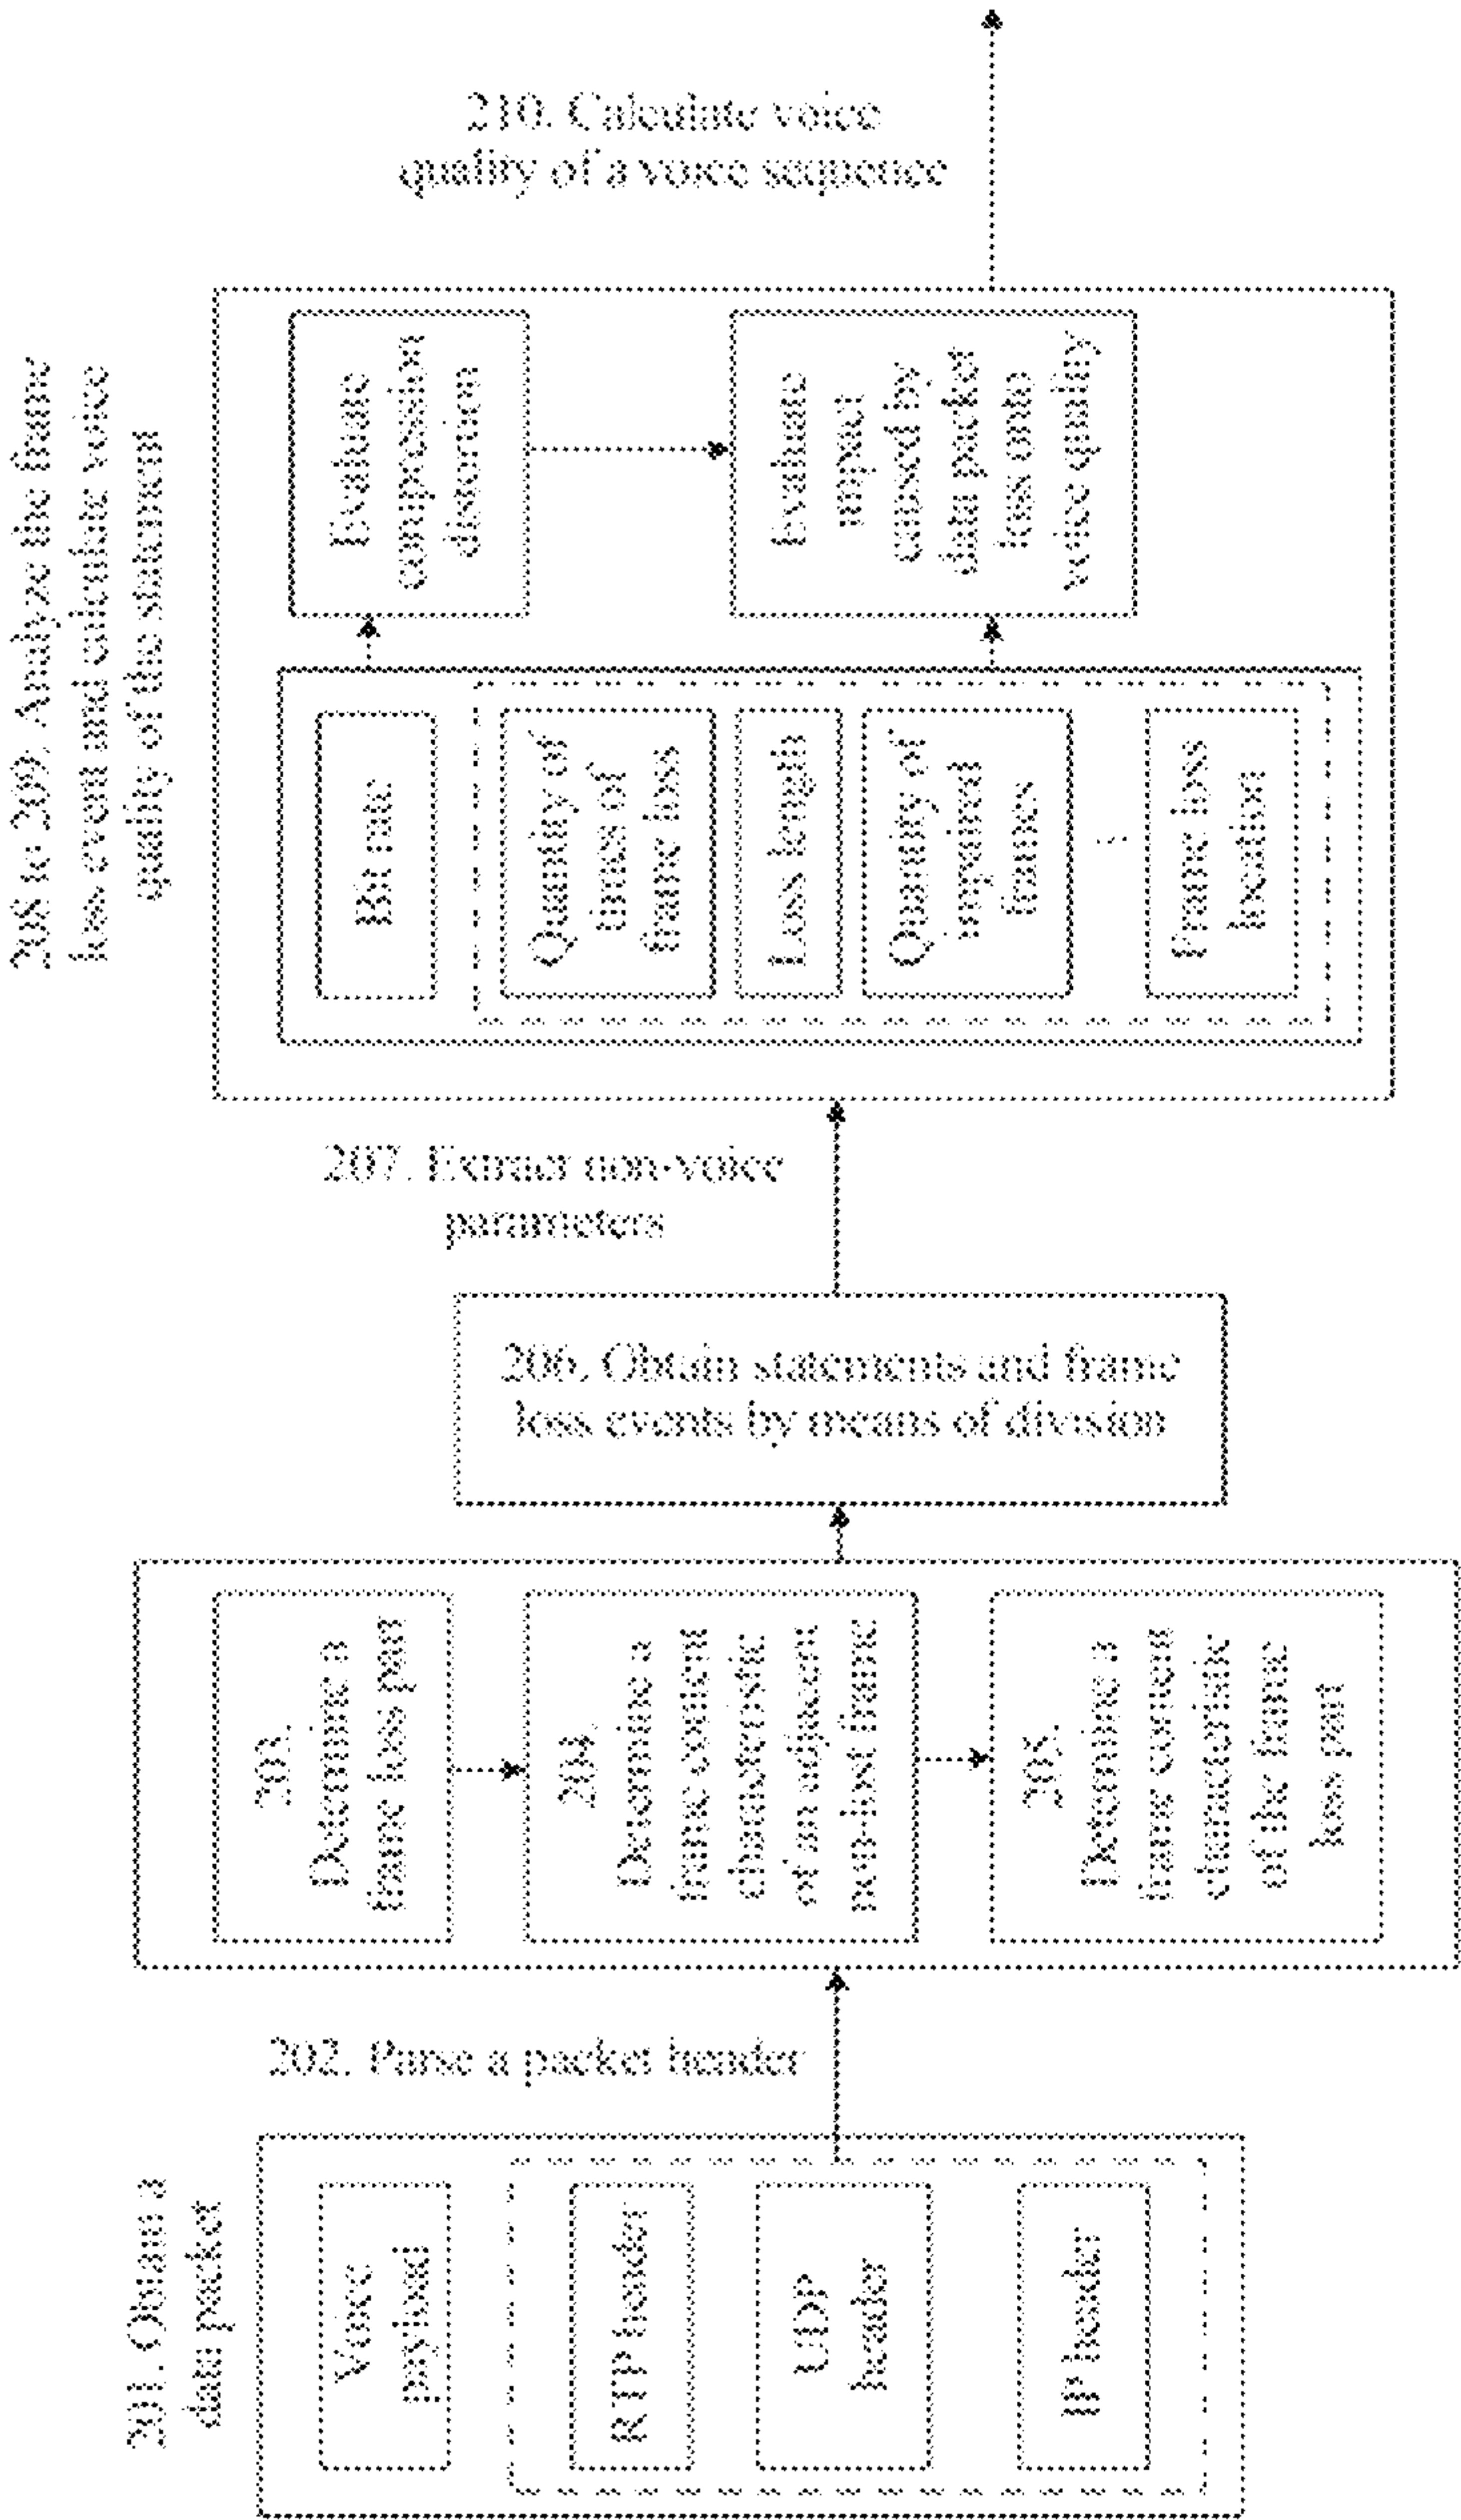 201. Obtain a
data packet
Voice
payload
RTP header
UDP
header
IP header
202. Parse a packet header
203.
Determine a
frame loss part
204.
Determine a
frame content
characteristic
of an adjacent
non-lost frame
205.
Determine a
frame content
characteristic
of the frame
loss part
206. Obtain statements and frame
loss events by means of division
207. Extract non-voice
parameters
208 to 209. Analyze the frame
loss event and calculate voice
quality of the statement
Bit rate
Quantity of
times of
frame loss
Loss length
Quantity of
impaired
frames
...
Frame loss
location
Evaluate
compression
distortion
Evaluate
impact
caused by
data packet
loss onto
voice quality
210. Calculate voice
quality of a voice sequence